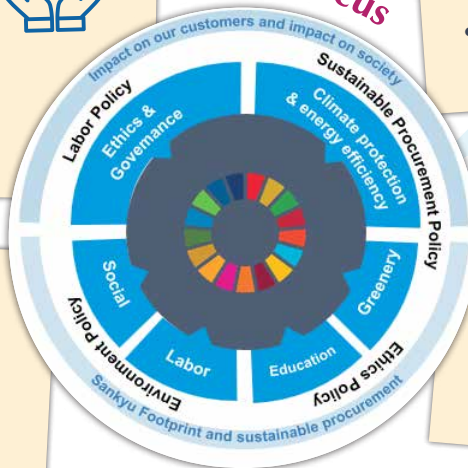 cus
Impact on our customers and impact on society
Labor Policy
Sustainable Procurement Policy
Ethics &
Governance
Climate protection
& energy efficiency
Social
Greenery
Labor
Education
Environment Policy
Ethics Policy
Sankyu Footprint and sustainable procurement